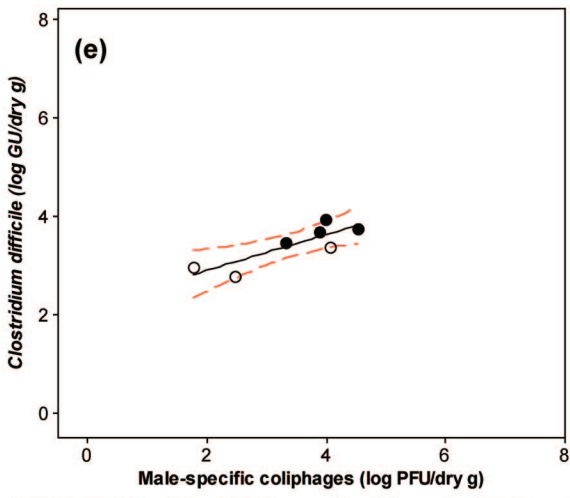 8
(e)
6
4
2
0
Clostridium difficile (log GU/dry g)
0 2 4 6 8
Male-specific coliphages (log PFU/dry g)